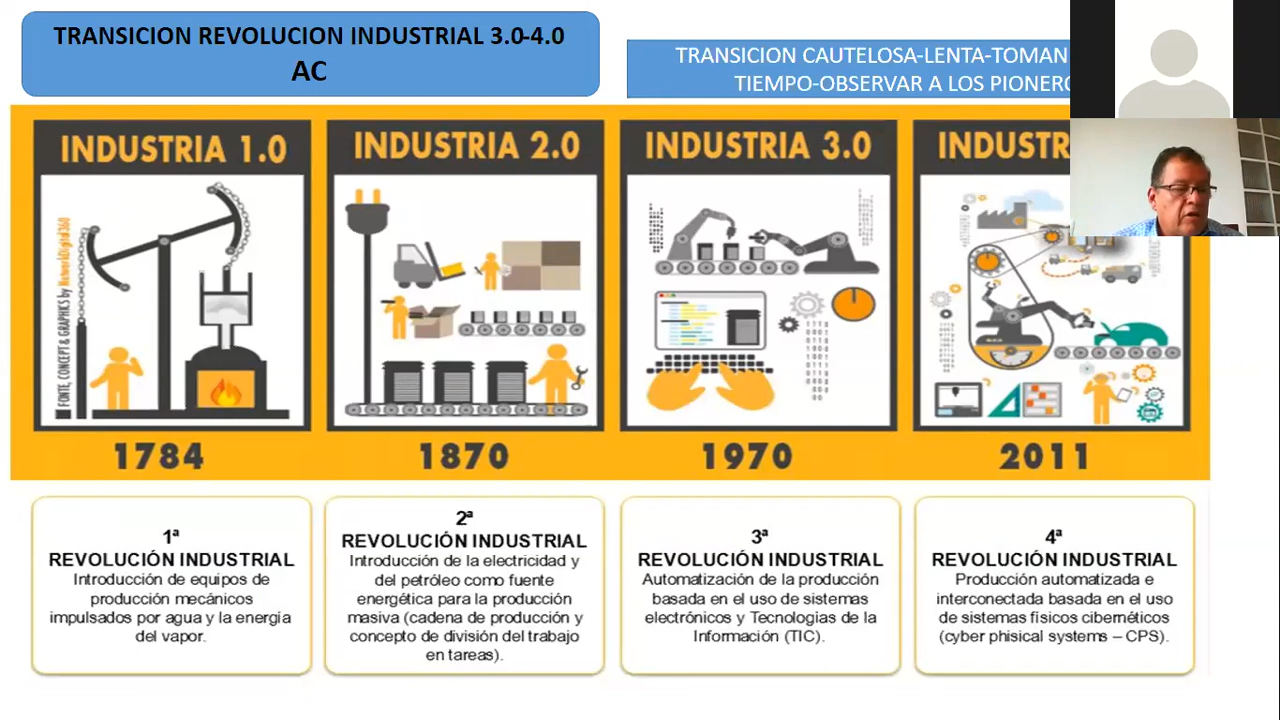 TRANSICION REVOLUCION INDUSTRIAL 3.0-4.0
AC
TRANSICION CAUTELOSA-LENTA-TOMAN
TIEMPO-OBSERVAR A LOS PIONERO
INDUSTRIA 1.0
INDUSTRIA 2.0
INDUSTRIA 3.0
INDUSTR
FONTE, CONCEPT & GRAPHICS by NetworkDigital360
1784
1870
1970
2011
1ª
REVOLUCIÓN INDUSTRIAL
Introducción de equipos de
producción mecánicos
impulsados por agua y la energía
del vapor.
2ª
REVOLUCIÓN INDUSTRIAL
Introducción de la electricidad y
del petróleo como fuente
energética para la producción
masiva (cadena de producción y
concepto de división del trabajo
en tareas).
3ª
REVOLUCIÓN INDUSTRIAL
Automatización de la producción
basada en el uso de sistemas
electrónicos y Tecnologías de la
Información (TIC).
4ª
REVOLUCIÓN INDUSTRIAL
Producción automatizada e
interconectada basada en el uso
de sistemas físicos cibernéticos
(cyber phisical systems – CPS).